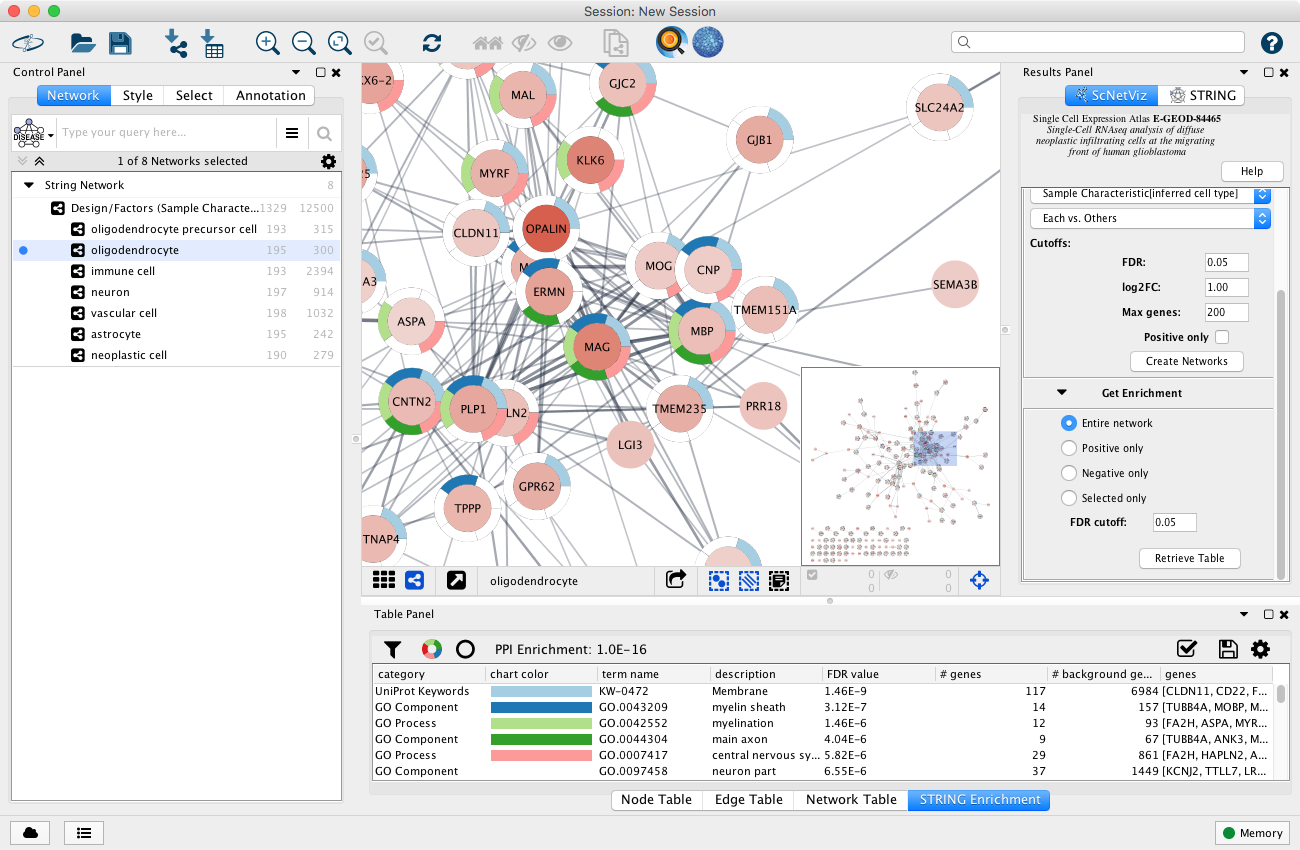 Session: New Session
Control Panel
Network
Style
Select
Annotation
DISEASE
Type your query here...
1 of 8 Networks selected
String Network 8
Design/Factors (Sample Characte... 1329 12500
oligodendrocyte precursor cell 193 315
oligodendrocyte 195 300
immune cell 193 2394
neuron 197 914
vascular cell 198 1032
astrocyte 195 242
neoplastic cell 190 279
GJC2
MAL
SLC24A2
GJB1
KLK6
MYRF
CLDN11
OPALIN
MOG
CNP
ERMN
SEMA3B
TMEM151A
ASPA
MBP
MAG
CNTN2
PLP1
LN2
TMEM235
PRR18
LGI3
GPR62
TPPP
TNAP4
oligodendrocyte
0 0
0 0
Results Panel
ScNetViz
STRING
Single Cell Expression Atlas E-GEOD-84465
Single-Cell RNAseq analysis of diffuse
neoplastic infiltrating cells at the migrating
front of human glioblastoma
Help
Sample Characteristic[inferred cell type]
Each vs. Others
Cutoffs:
FDR: 0.05
log2FC: 1.00
Max genes: 200
Positive only
Create Networks
Get Enrichment
Entire network
Positive only
Negative only
Selected only
FDR cutoff: 0.05
Retrieve Table
Table Panel
PPI Enrichment: 1.0E-16
category chart color term name description FDR value # genes # background ge... genes
UniProt Keywords KW-0472 Membrane 1.46E-9 117 6984 [CLDN11, CD22, F...
GO Component GO.0043209 myelin sheath 3.12E-7 14 157 [TUBB4A, MOBP, M...
GO Process GO.0042552 myelination 1.46E-6 12 93 [FA2H, ASPA, MYR...
GO Component GO.0044304 main axon 4.04E-6 9 67 [TUBB4A, ANK3, M...
GO Process GO.0007417 central nervous sy... 5.82E-6 29 861 [FA2H, HAPLN2, A...
GO Component GO.0097458 neuron part 6.55E-6 37 1449 [KCNJ2, TTLL7, LR...
Node Table
Edge Table
Network Table
STRING Enrichment
Memory